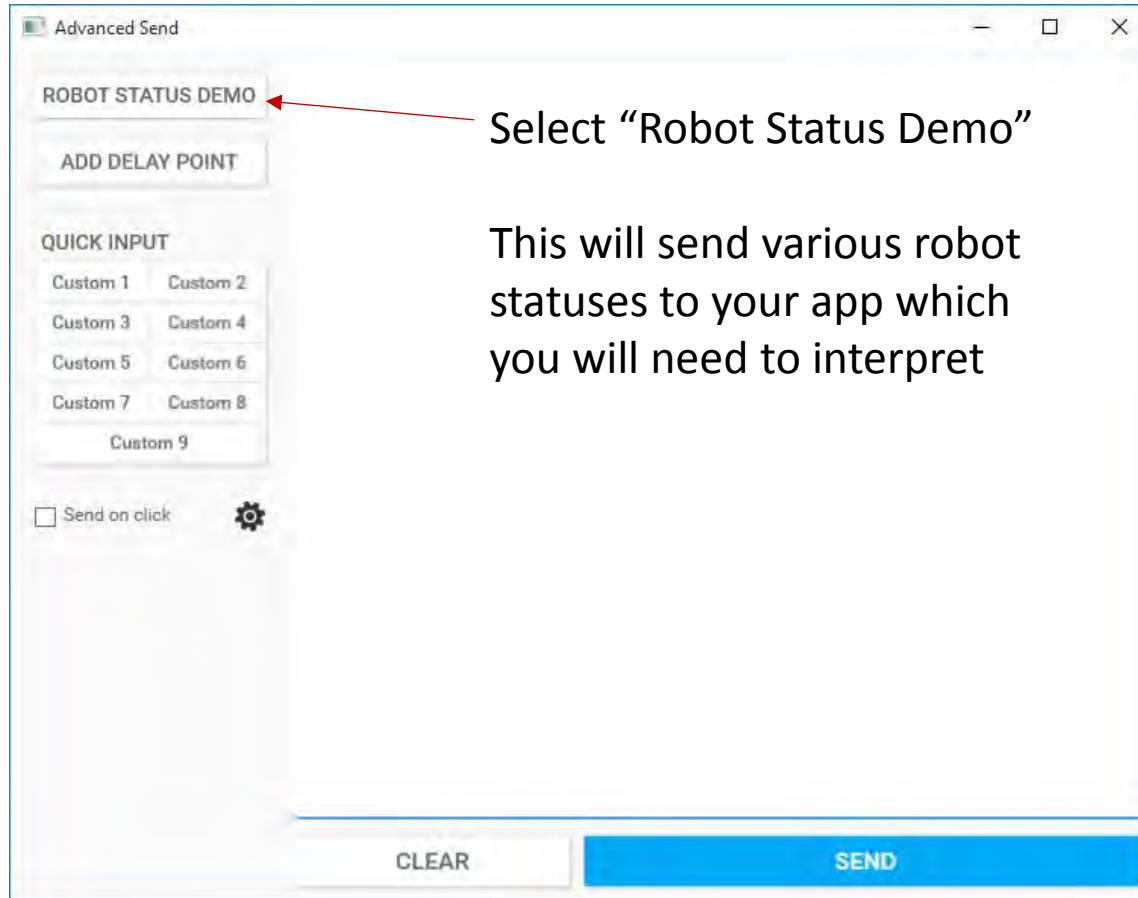 Advanced Send
ROBOT STATUS DEMO
ADD DELAY POINT
QUICK INPUT
Custom 1 Custom 2
Custom 3 Custom 4
Custom 5 Custom 6
Custom 7 Custom 8
Custom 9
Send on click
Select “Robot Status Demo”
This will send various robot
statuses to your app which
you will need to interpret
CLEAR
SEND